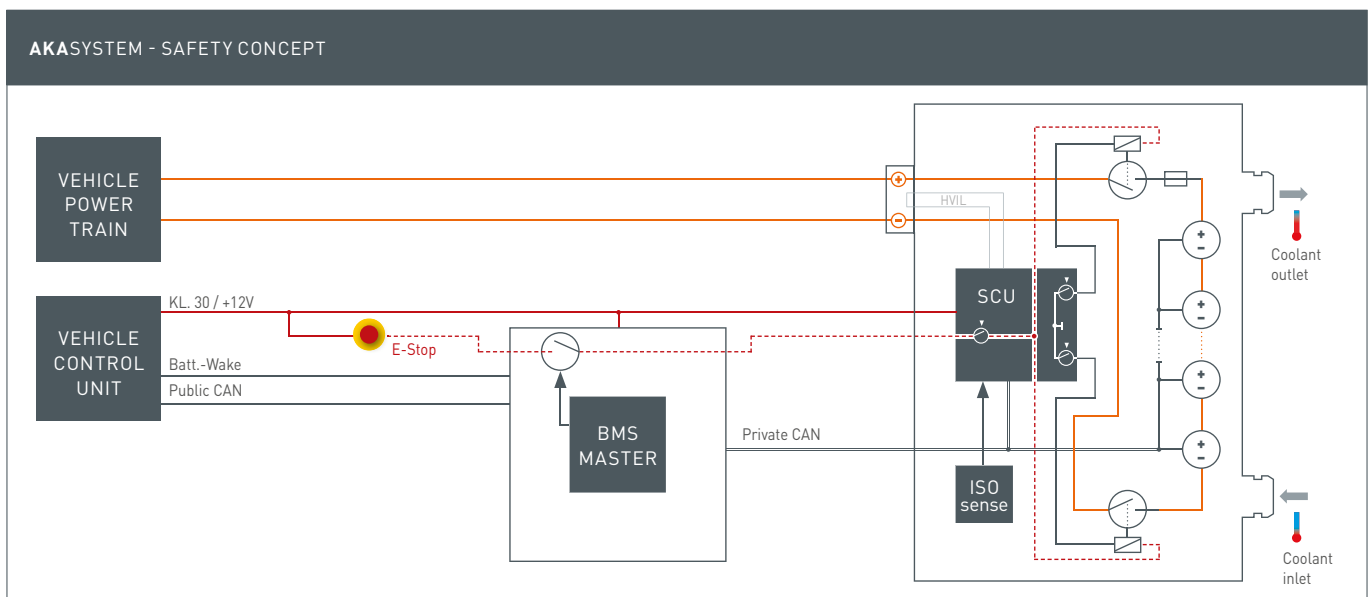 AKASYSTEM - SAFETY CONCEPT
VEHICLE
POWER
TRAIN
+
-
HVIL
VEHICLE
CONTROL
UNIT
KL. 30 / +12V
E-Stop
Batt.-Wake
Public CAN
BMS
MASTER
Private CAN
SCU
ISO
sense
+
-
+
-
+
-
+
-
Coolant
outlet
Coolant
inlet